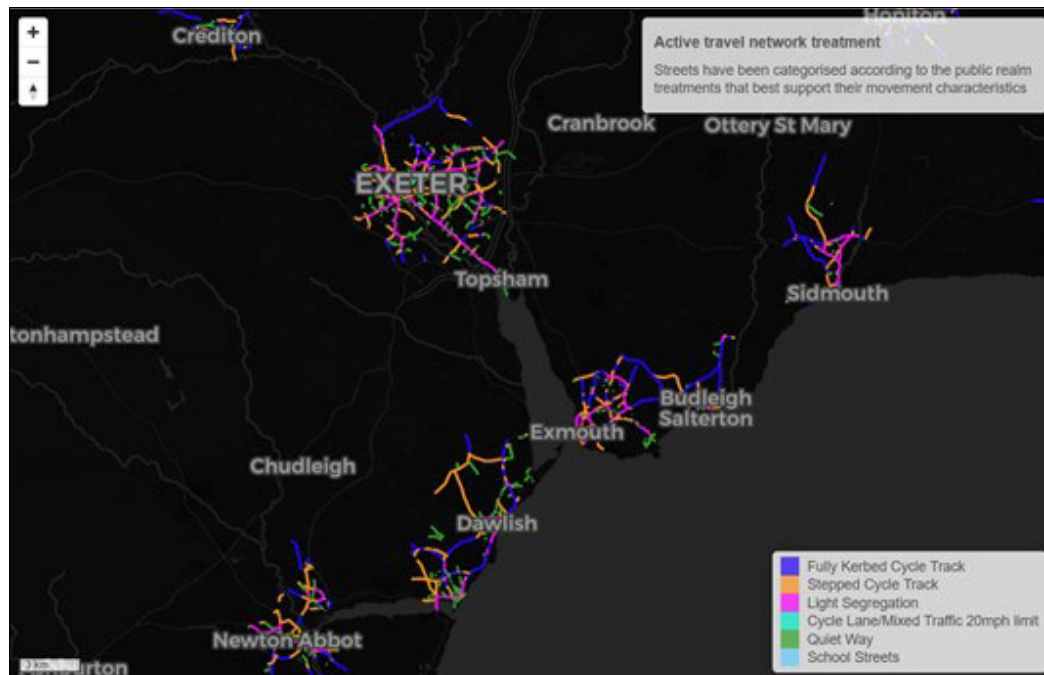 Crediton
Honiton
Active travel network treatment
Streets have been categorised according to the public realm
treatments that best support their movement characteristics
Cranbrook
Ottery St Mary
EXETER
Topsham
Sidmouth
tonhampstead
Budleigh
Salterton
Exmouth
Chudleigh
Dawlish
Fully Kerbed Cycle Track
Stepped Cycle Track
Light Segregation
Cycle Lane/Mixed Traffic 20mph limit
Quiet Way
School Streets
Newton Abbot